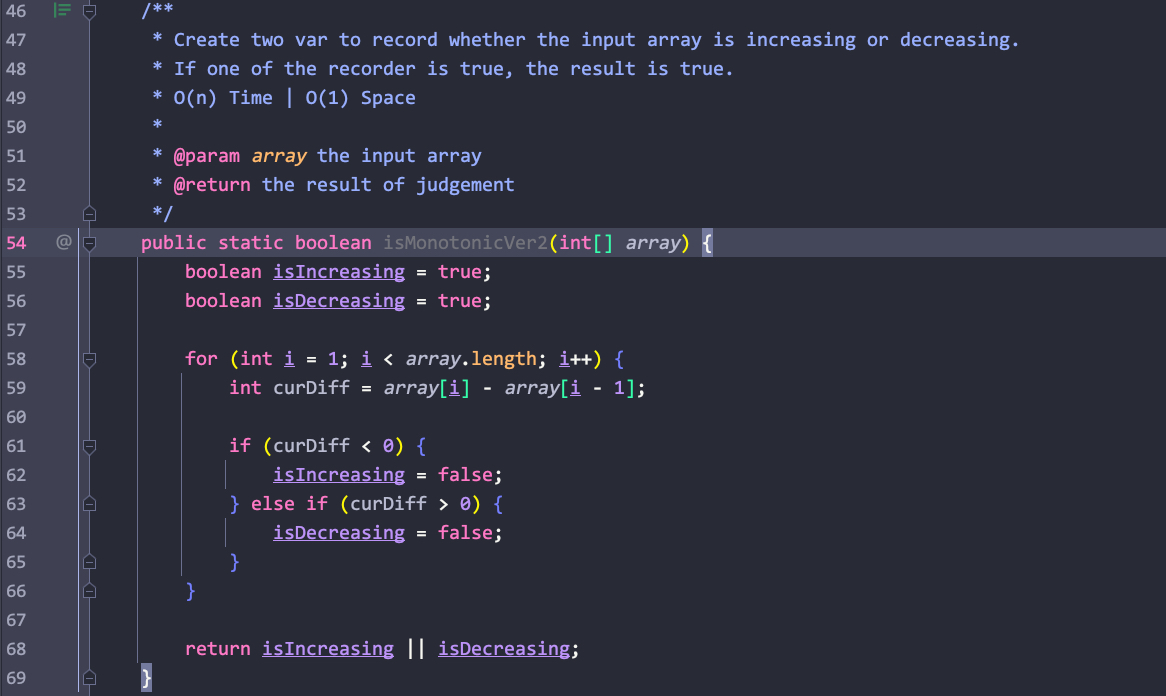 46 /**
47 * Create two var to record whether the input array is increasing or decreasing.
48 * If one of the recorder is true, the result is true.
49 * O(n) Time | O(1) Space
50 *
51 * @param array the input array
52 * @return the result of judgement
53 */
54 @ public static boolean isMonotonicVer2(int[] array) {
55 boolean isIncreasing = true;
56 boolean isDecreasing = true;
57
58 for (int i = 1; i < array.length; i++) {
59 int curDiff = array[i] - array[i - 1];
60
61 if (curDiff < 0) {
62 isIncreasing = false;
63 } else if (curDiff > 0) {
64 isDecreasing = false;
65 }
66 }
67
68 return isIncreasing || isDecreasing;
69 }